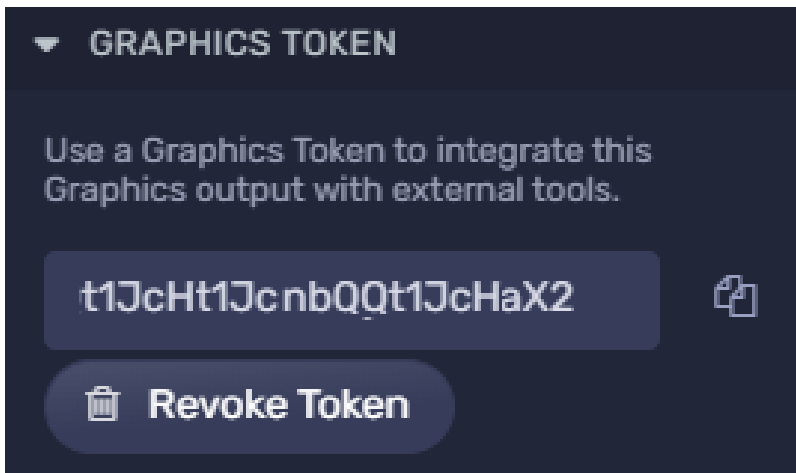 GRAPHICS TOKEN
Use a Graphics Token to integrate this
Graphics output with external tools.
t1JcHt1JcnbQQt1JcHaX2
Revoke Token